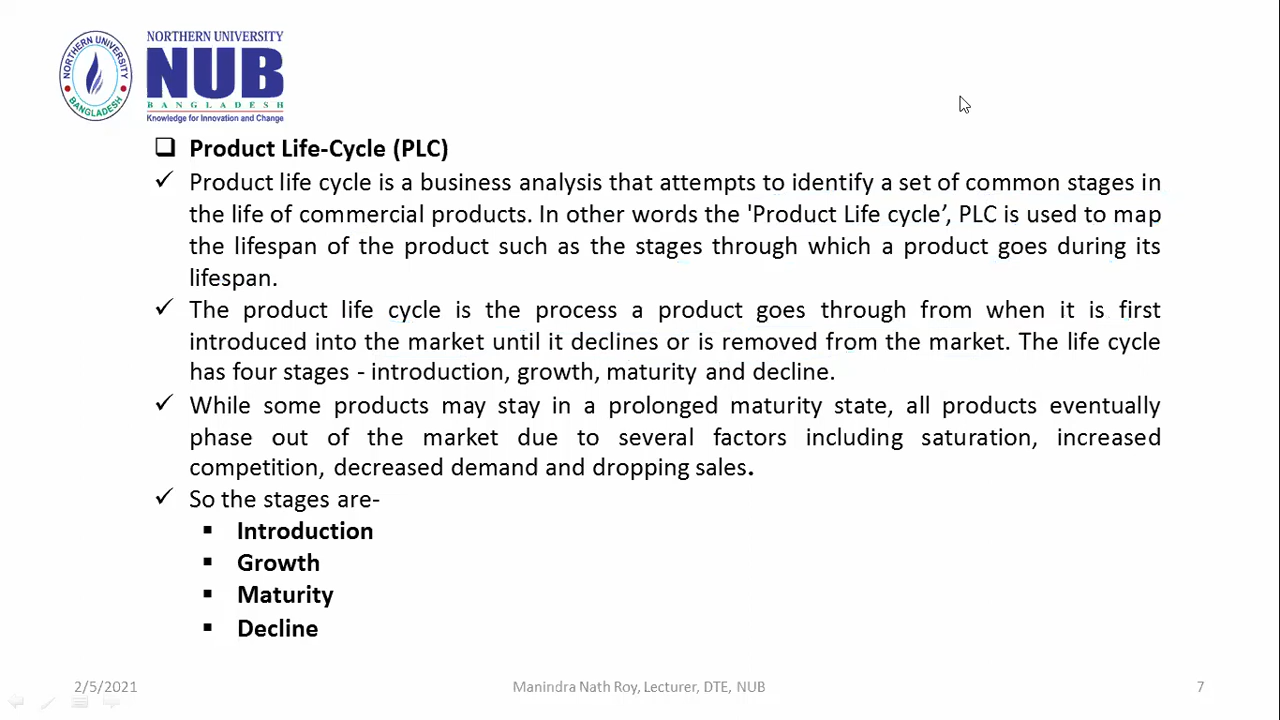 NORTHERN UNIVERSITY
BANGLADESH
NORTHERN UNIVERSITY
NUB
BANGLADESH
Knowledge for Innovation and Change
❑ Product Life-Cycle (PLC)
✓ Product life cycle is a business analysis that attempts to identify a set of common stages in
the life of commercial products. In other words the 'Product Life cycle’, PLC is used to map
the lifespan of the product such as the stages through which a product goes during its
lifespan.
✓ The product life cycle is the process a product goes through from when it is first
introduced into the market until it declines or is removed from the market. The life cycle
has four stages - introduction, growth, maturity and decline.
✓ While some products may stay in a prolonged maturity state, all products eventually
phase out of the market due to several factors including saturation, increased
competition, decreased demand and dropping sales.
✓ So the stages are-
▪ Introduction
▪ Growth
▪ Maturity
▪ Decline
2/5/2021 Manindra Nath Roy, Lecturer, DTE, NUB 7